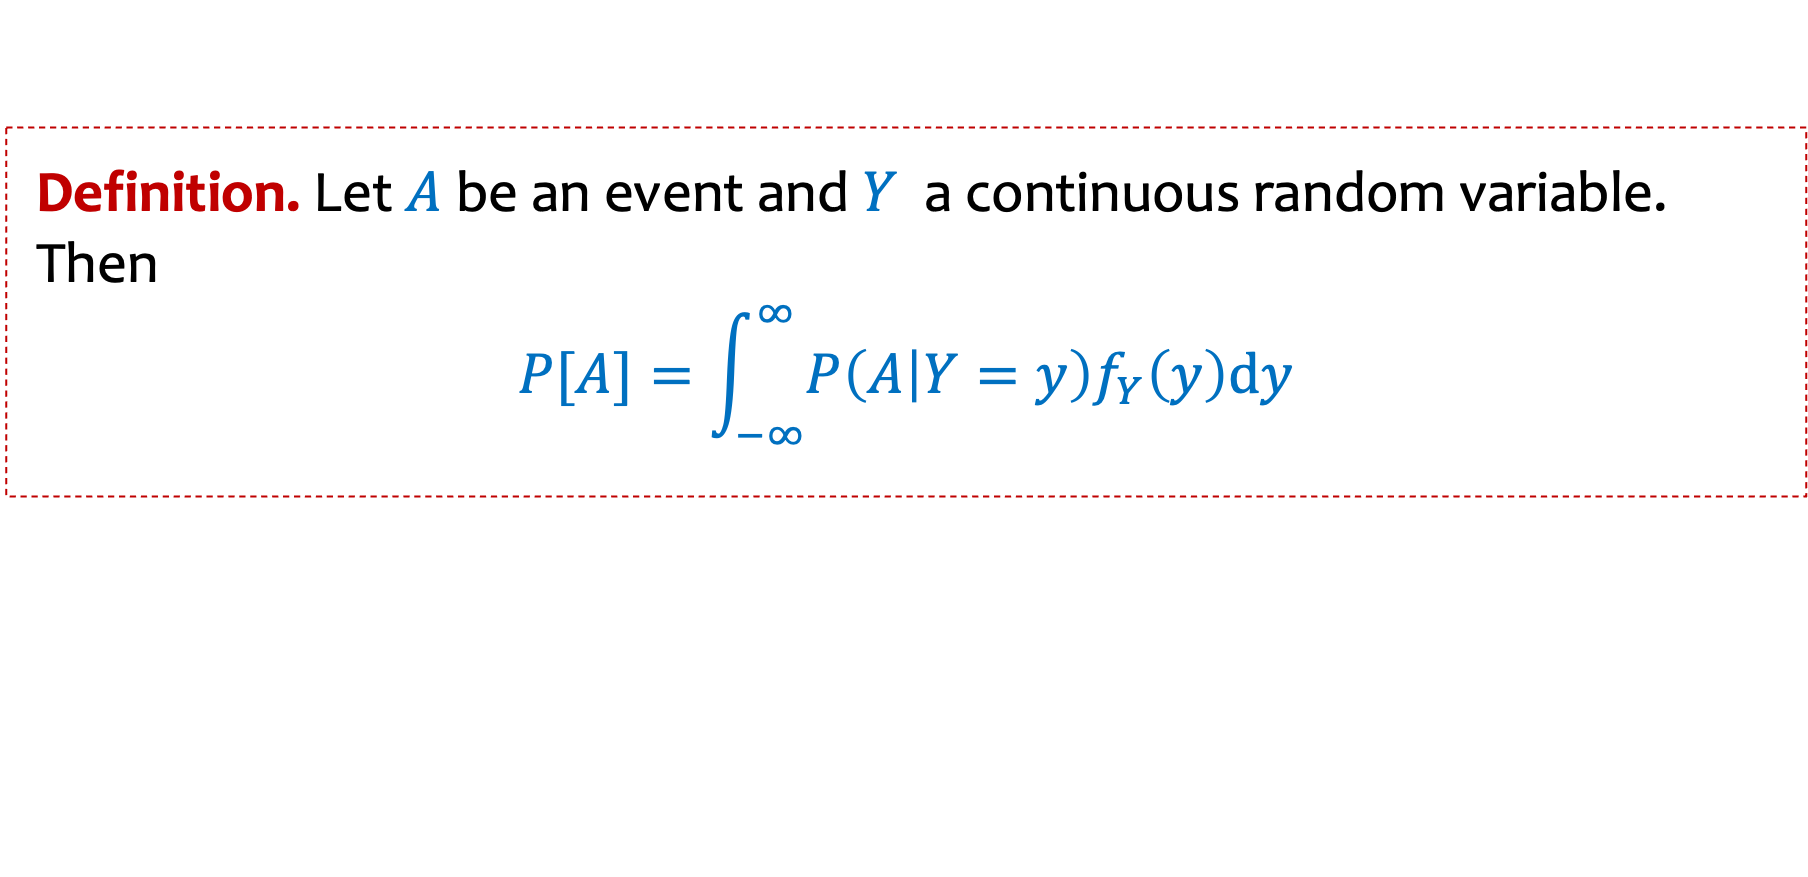 Definition. Let A be an event and Y a continuous random variable.
Then
P[A] = ∫_{−∞}^{∞} P(A|Y = y)f_Y(y)dy